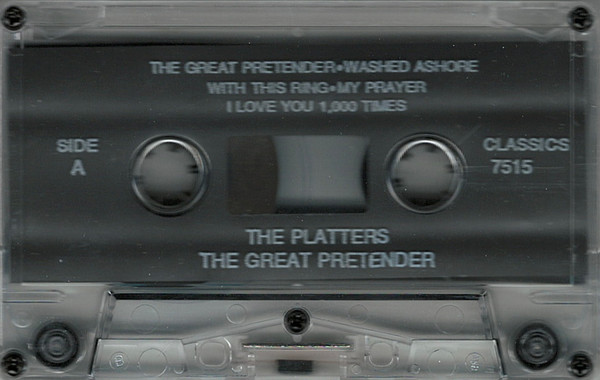 THE GREAT PRETENDER•WASHED ASHORE
WITH THIS RING•MY PRAYER
I LOVE YOU 1,000 TIMES
SIDE
A
CLASSICS
7515
THE PLATTERS
THE GREAT PRETENDER
B